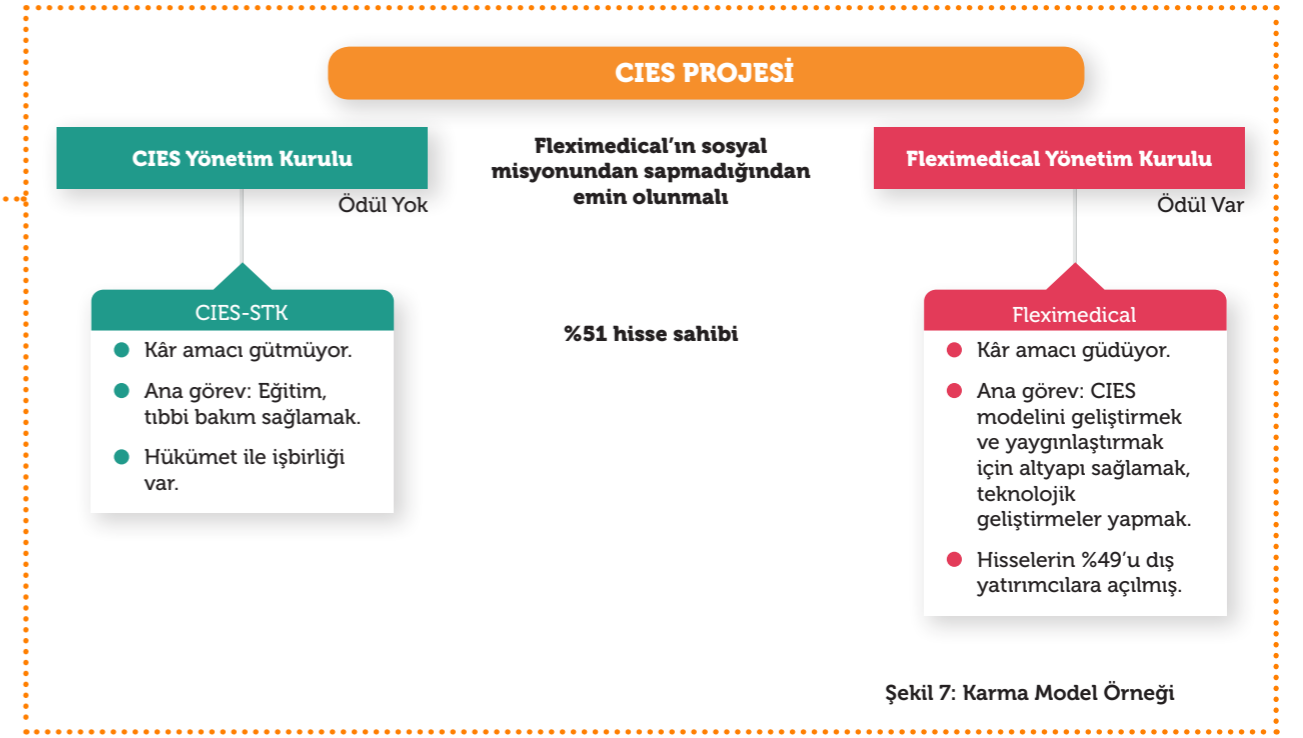 CIES PROJESİ
CIES Yönetim Kurulu
Ödül Yok
Fleximedical’ın sosyal
misyonundan sapmadığından
emin olunmalı
Fleximedical Yönetim Kurulu
Ödül Var
CIES-STK
Kâr amacı gütmüyor.
Ana görev: Eğitim,
tıbbi bakım sağlamak.
Hükümet ile işbirliği
var.
%51 hisse sahibi
Fleximedical
Kâr amacı güdüyor.
Ana görev: CIES
modelini geliştirmek
ve yaygınlaştırmak
için altyapı sağlamak,
teknolojik
geliştirmeler yapmak.
Hisselerin %49’u dış
yatırımcılara açılmış.
Şekil 7: Karma Model Örneği